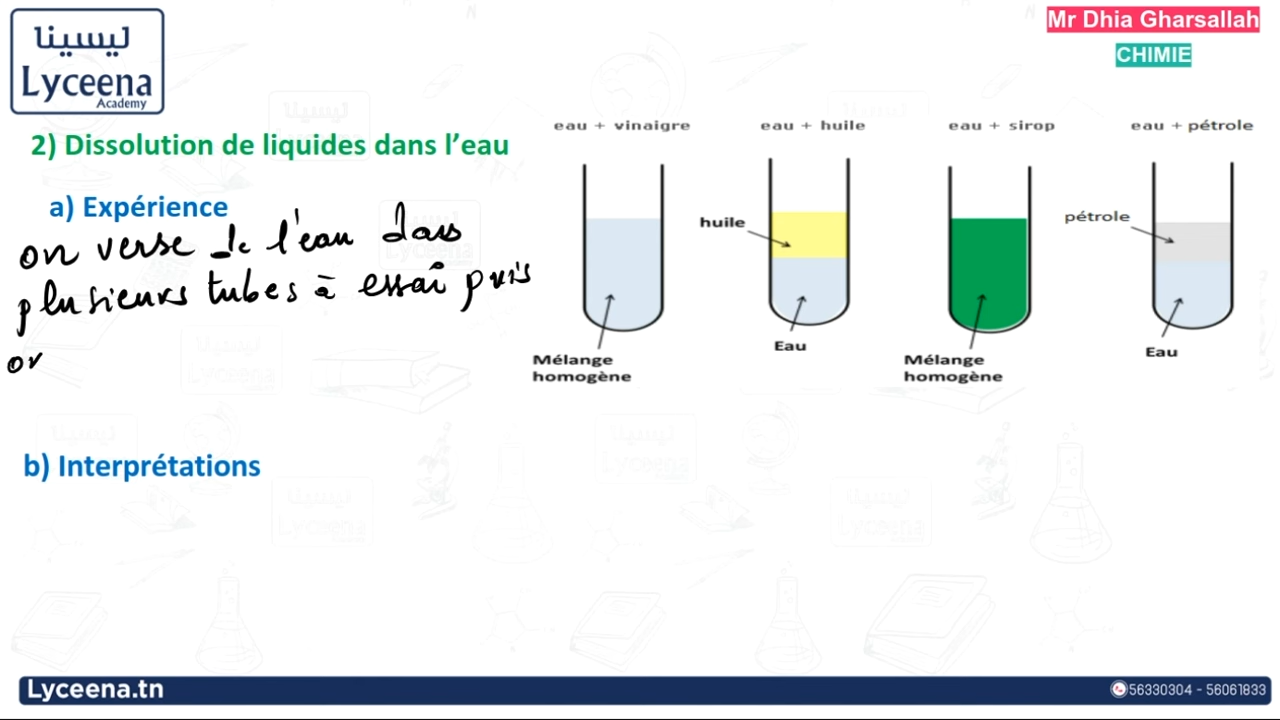 ليسينا
Lyceena
Academy
Mr Dhia Gharsallah
CHIMIE
2) Dissolution de liquides dans l’eau
a) Expérience
on verse de l'eau dans
plusieurs tubes à essai puis
on
eau + vinaigre
eau + huile
eau + sirop
eau + pétrole
huile
pétrole
Mélange
homogène
Eau
Mélange
homogène
Eau
b) Interprétations
Lyceena.tn
56330304 - 56061833